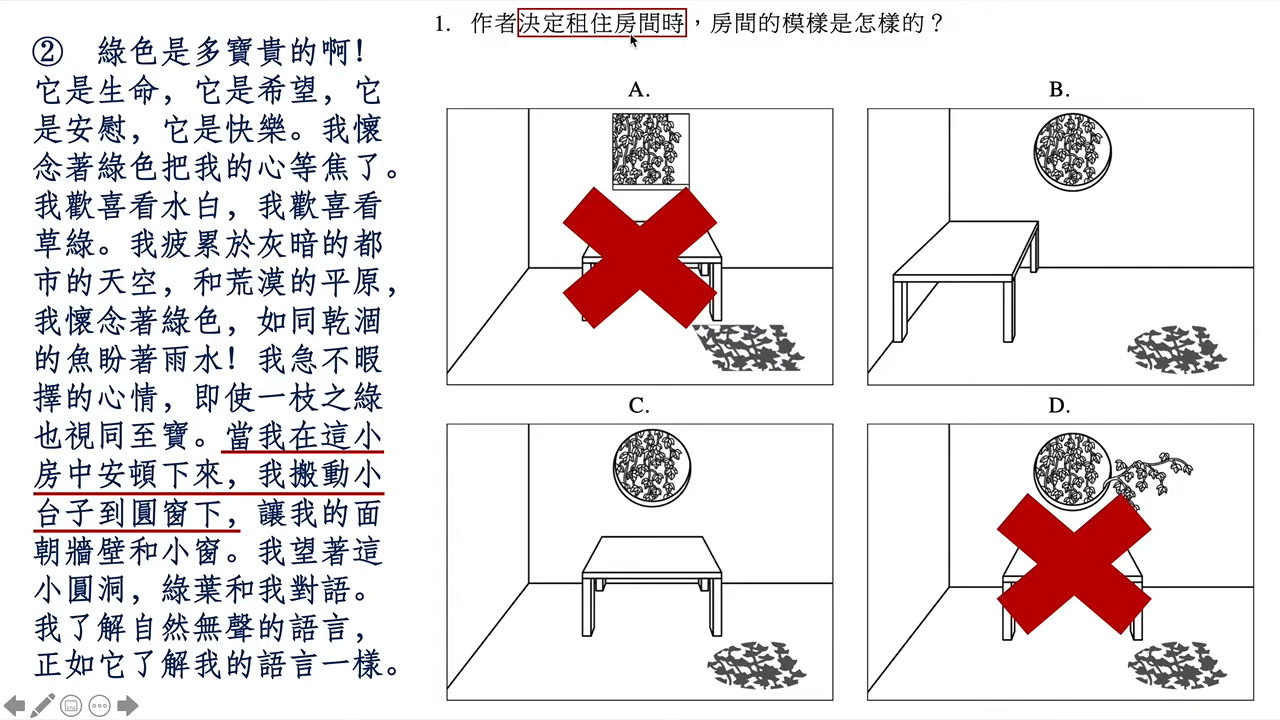 ② 綠色是多寶貴的啊!
它是生命,它是希望,它
是安慰,它是快樂。我懷
念著綠色把我的心等焦了。
我歡喜看水白,我歡喜看
草綠。我疲累於灰暗的都
市的天空,和荒漠的平原,
我懷念著綠色,如同乾涸
的魚盼著雨水!我急不暇
擇的心情,即使一枝之綠
也視同至寶。當我在這小
房中安頓下來,我搬動小
台子到圓窗下,讓我的面
朝牆壁和小窗。我望著這
小圓洞,綠葉和我對語。
我了解自然無聲的語言,
正如它了解我的語言一樣。
1. 作者決定租住房間時,房間的模樣是怎樣的?
A.
B.
C.
D.